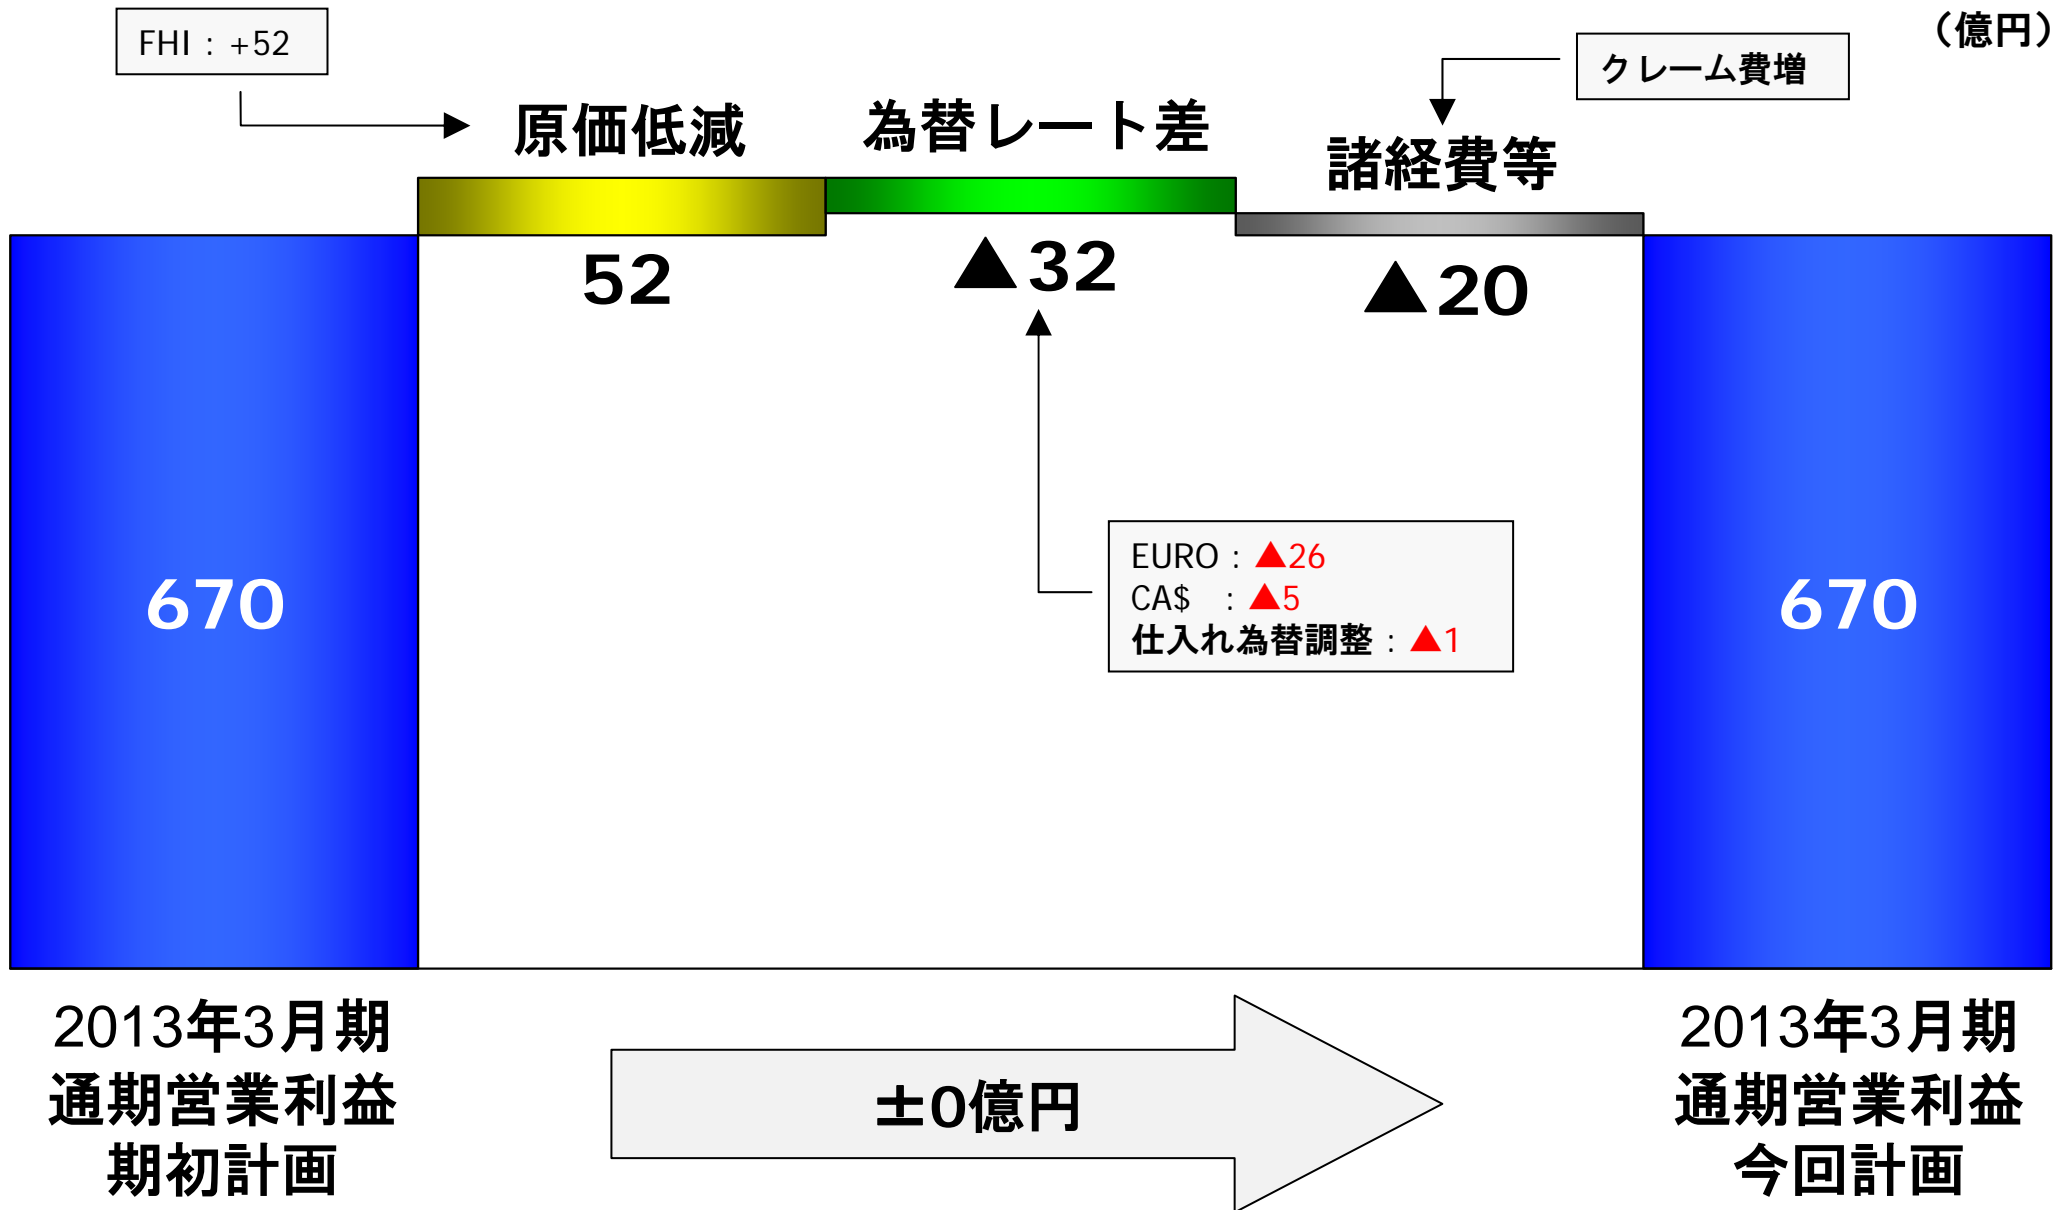 （億円）
FHI : +52
クレーム費増
原価低減
為替レート差
諸経費等
52
▲32
▲20
EURO : ▲26
CA$ : ▲5
仕入れ為替調整 : ▲1
670
670
2013年3月期
通期営業利益
期初計画
±0億円
2013年3月期
通期営業利益
今回計画